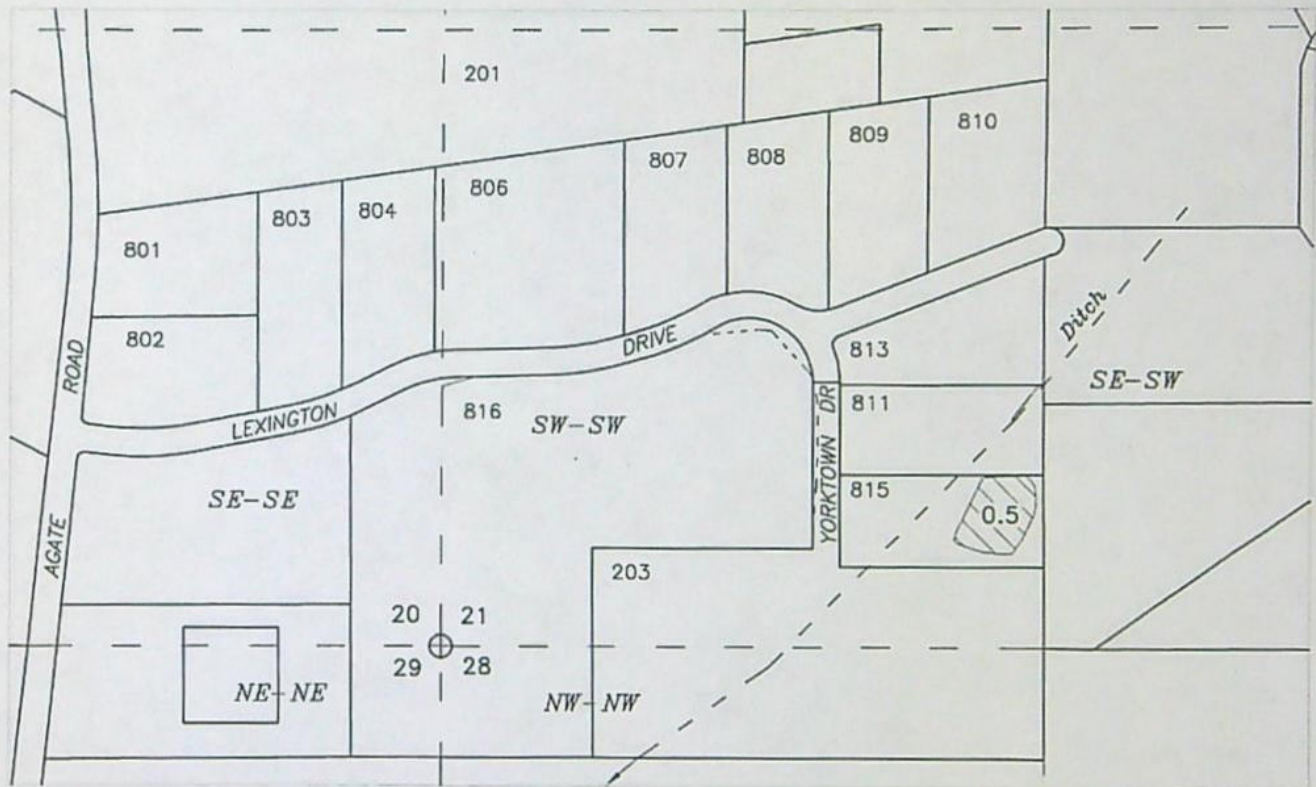 201
810
809
808
807
806
804
803
801
802
ROAD
AGATE
LEXINGTON
DRIVE
Ditch
813
SE-SW
811
816
SW-SW
YORKTOWN DR
815
0.5
SE-SE
203
20 21
29 28
NE-NE
NW-NW